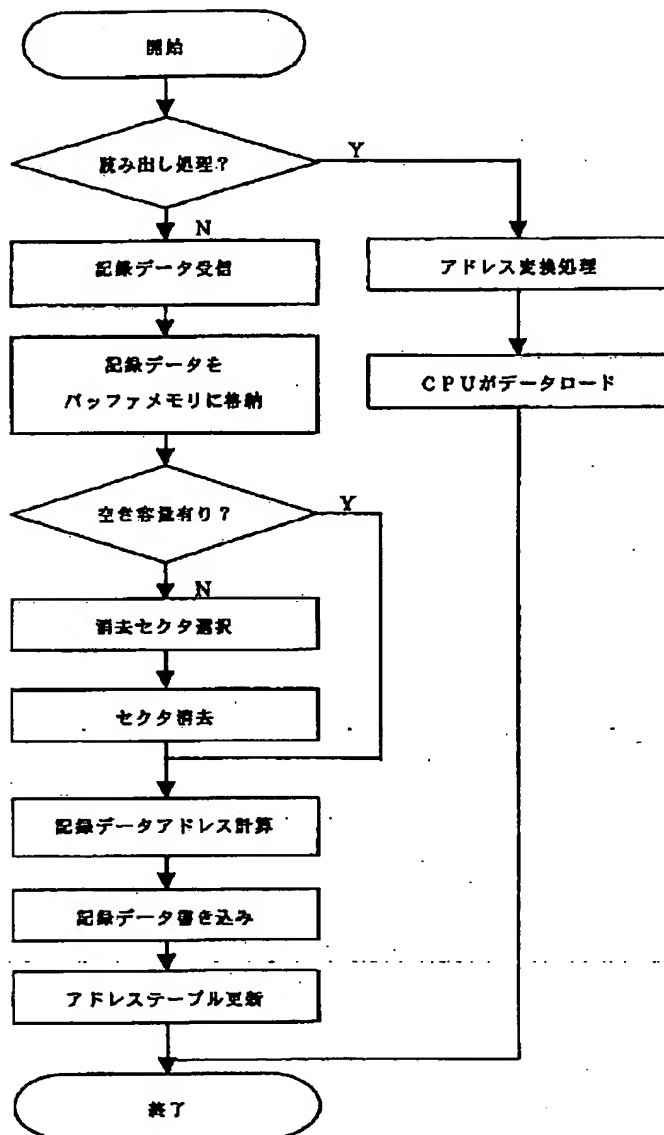 開始
読み出し処理?
Y
N
記録データ受信
アドレス変換処理
記録データを
バッファメモリに格納
CPUがデータロード
空き容量有り?
Y
N
消去セクタ選択
セクタ消去
記録データアドレス計算
記録データ書き込み
アドレステーブル更新
終了